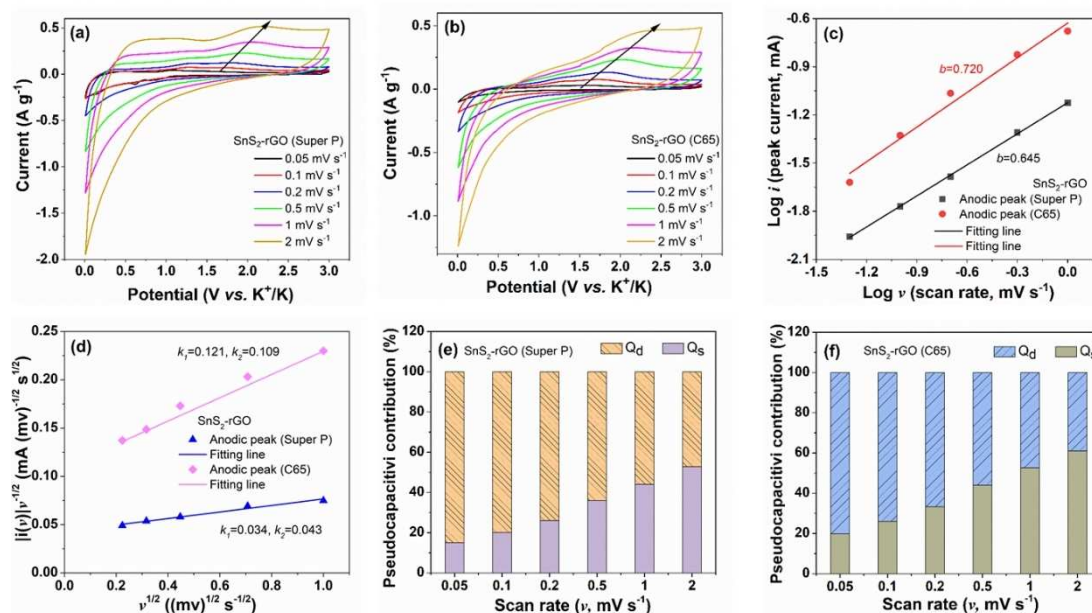 (a)
Current (A g⁻¹)
0.5
0.0
-0.5
-1.0
-1.5
-2.0
SnS₂-rGO (Super P)
0.05 mV s⁻¹
0.1 mV s⁻¹
0.2 mV s⁻¹
0.5 mV s⁻¹
1 mV s⁻¹
2 mV s⁻¹
0.0 0.5 1.0 1.5 2.0 2.5 3.0
Potential (V vs. K⁺/K)
(b)
Current (A g⁻¹)
0.5
0.0
-0.5
-1.0
SnS₂-rGO (C65)
0.05 mV s⁻¹
0.1 mV s⁻¹
0.2 mV s⁻¹
0.5 mV s⁻¹
1 mV s⁻¹
2 mV s⁻¹
0.0 0.5 1.0 1.5 2.0 2.5 3.0
Potential (V vs. K⁺/K)
(c)
Log i (peak current, mA)
-0.6
-0.9
-1.2
-1.5
-1.8
-2.1
b=0.720
b=0.645
SnS₂-rGO
Anodic peak (Super P)
Anodic peak (C65)
Fitting line
Fitting line
-1.5 -1.2 -0.9 -0.6 -0.3 0.0
Log v (scan rate, mV s⁻¹)
(d)
|i(v)|v⁻¹/² (mA (mv)⁻¹/² s¹/²)
0.25
0.20
0.15
0.10
0.05
0.00
k₁=0.121, k₂=0.109
SnS₂-rGO
Anodic peak (Super P)
Fitting line
Anodic peak (C65)
Fitting line
k₁=0.034, k₂=0.043
0.2 0.4 0.6 0.8 1.0
v¹/² ((mv)¹/² s⁻¹/²)
(e)
SnS₂-rGO (Super P)
Q_d Q_s
Pseudocapacitivi contribution (%)
120
100
80
60
40
20
0
0.05 0.1 0.2 0.5 1 2
Scan rate (v, mV s⁻¹)
(f)
SnS₂-rGO (C65)
Q_d
Pseudocapacitivi contribution (%)
120
100
80
60
40
20
0
0.05 0.1 0.2 0.5 1 2
Scan rate (v, mV s⁻¹)